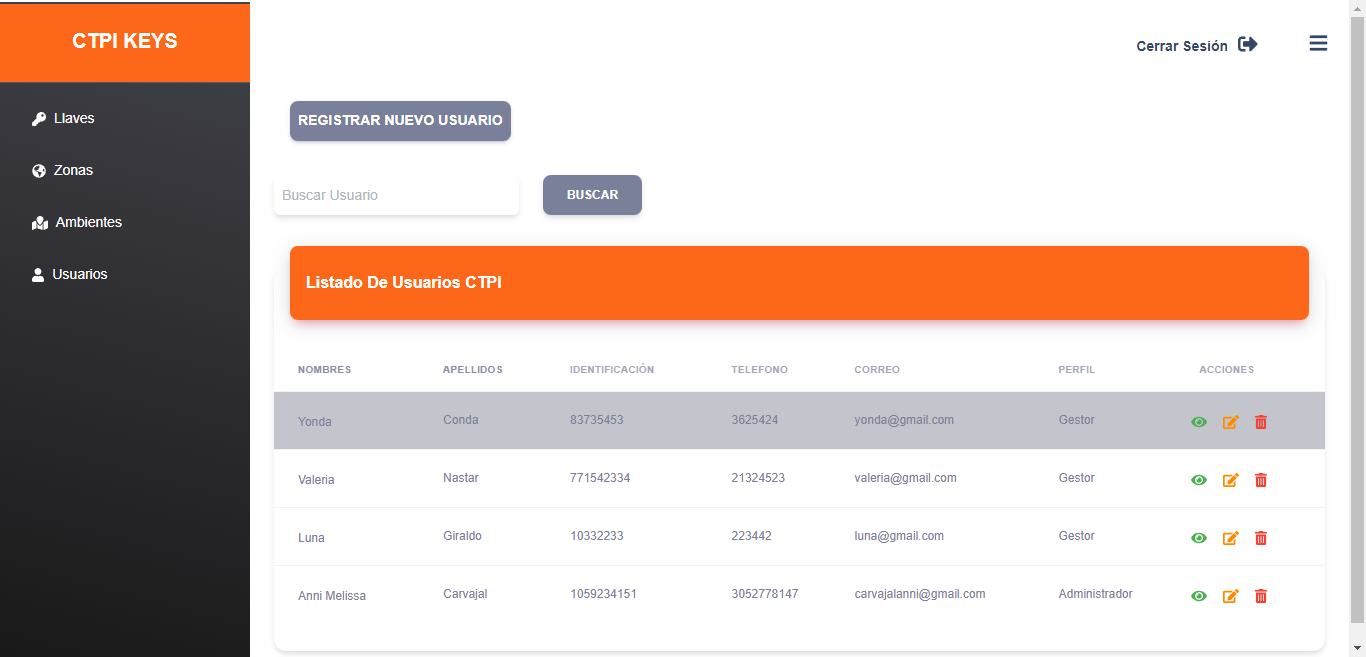 CTPI KEYS
Cerrar Sesión
Llaves
Zonas
Ambientes
Usuarios
REGISTRAR NUEVO USUARIO
Buscar Usuario BUSCAR
Listado De Usuarios CTPI
NOMBRES APELLIDOS IDENTIFICACIÓN TELEFONO CORREO PERFIL ACCIONES
Yonda Conda 83735453 3625424 yonda@gmail.com Gestor
Valeria Nastar 771542334 21324523 valeria@gmail.com Gestor
Luna Giraldo 10332233 223442 luna@gmail.com Gestor
Anni Melissa Carvajal 1059234151 3052778147 carvajalanni@gmail.com Administrador